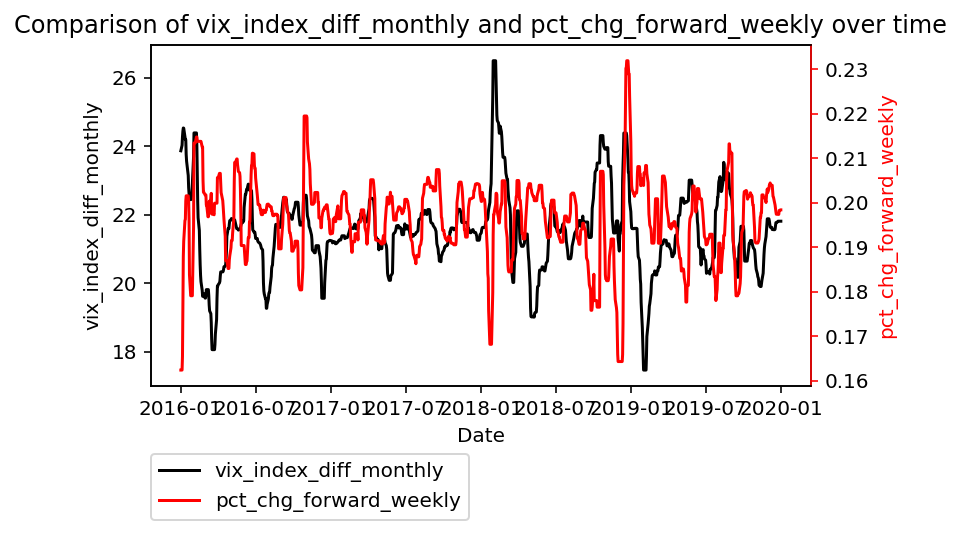 Comparison of vix_index_diff_monthly and pct_chg_forward_weekly over time
vix_index_diff_monthly
26
24
22
20
18
0.23
0.22
0.21
0.20
0.19
0.18
0.17
0.16
pct_chg_forward_weekly
2016-01 2016-07 2017-01 2017-07 2018-01 2018-07 2019-01 2019-07 2020-01
Date
vix_index_diff_monthly
pct_chg_forward_weekly